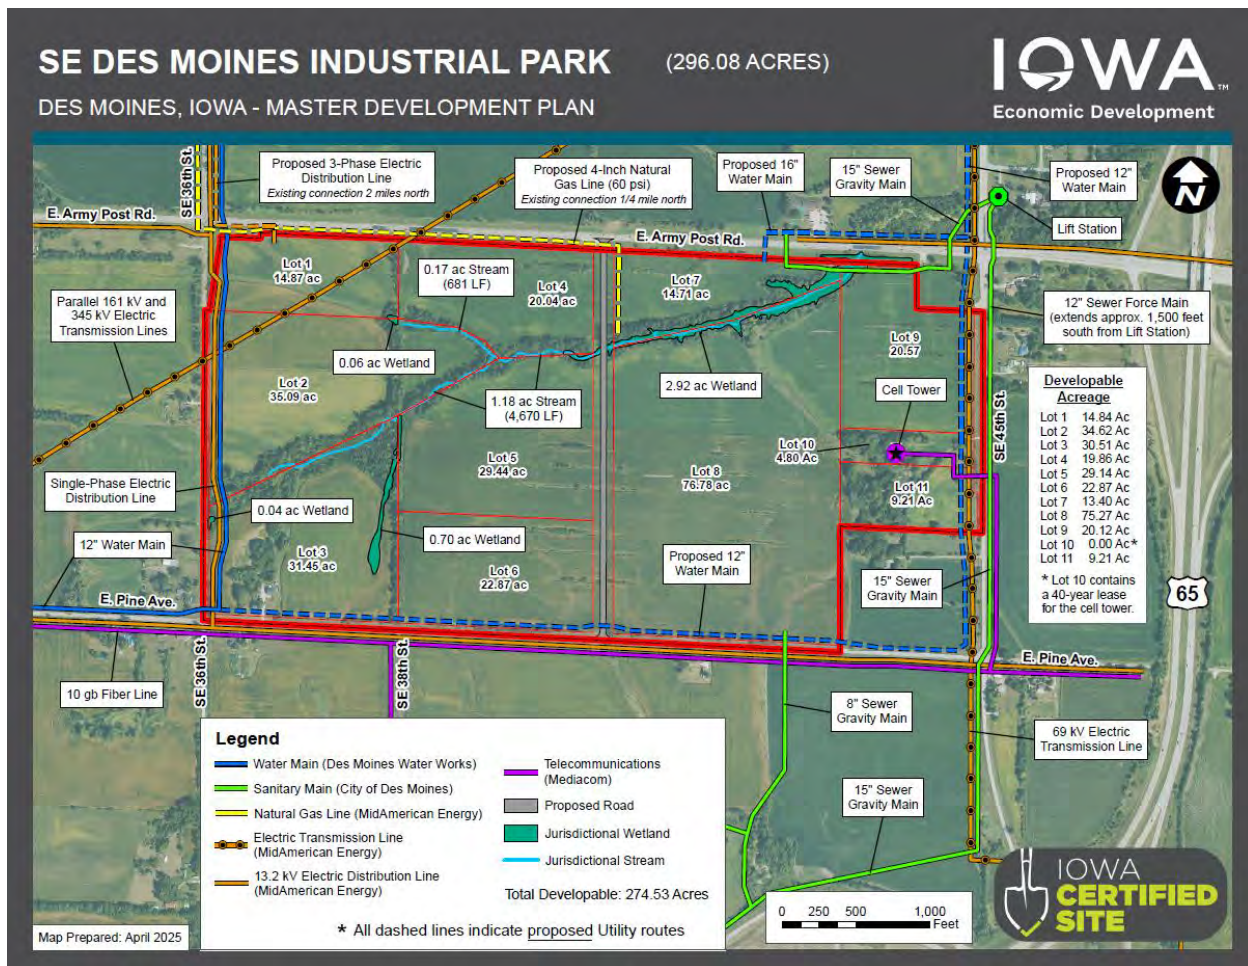 SE DES MOINES INDUSTRIAL PARK
(296.08 ACRES)
DES MOINES, IOWA - MASTER DEVELOPMENT PLAN
IOWA™
Economic Development
SE 36th St.
Proposed 3-Phase Electric
Distribution Line
Existing connection 2 miles north
Proposed 4-Inch Natural
Gas Line (60 psi)
Existing connection 1/4 mile north
Proposed 16"
Water Main
15" Sewer
Gravity Main
Proposed 12"
Water Main
N
E. Army Post Rd.
E. Army Post Rd.
Lift Station
Lot 1
14.87 ac
0.17 ac Stream
(681 LF)
Lot 4
20.04 ac
Lot 7
14.71 ac
Parallel 161 kV and
345 kV Electric
Transmission Lines
12" Sewer Force Main
(extends approx. 1,500 feet
south from Lift Station)
0.06 ac Wetland
Lot 9
20.57
Lot 2
35.09 ac
1.18 ac Stream
(4,670 LF)
2.92 ac Wetland
Cell Tower
SE 45th St.
Developable
Acreage
Lot 1 14.84 Ac
Lot 2 34.62 Ac
Lot 3 30.51 Ac
Lot 4 19.86 Ac
Lot 5 29.14 Ac
Lot 6 22.87 Ac
Lot 7 13.40 Ac
Lot 8 75.27 Ac
Lot 9 20.12 Ac
Lot 10 0.00 Ac*
Lot 11 9.21 Ac
* Lot 10 contains
a 40-year lease
for the cell tower.
Lot 10
4.80 Ac
Lot 5
29.44 ac
Lot 8
76.78 ac
Lot 11
9.21 Ac
Single-Phase Electric
Distribution Line
0.04 ac Wetland
12" Water Main
Lot 3
31.45 ac
0.70 ac Wetland
Lot 6
22.87 ac
Proposed 12"
Water Main
15" Sewer
Gravity Main
65
E. Pine Ave.
E. Pine Ave.
10 gb Fiber Line
SE 36th St.
SE 38th St.
8" Sewer
Gravity Main
69 kV Electric
Transmission Line
15" Sewer
Gravity Main
Legend
Water Main (Des Moines Water Works)
Sanitary Main (City of Des Moines)
Natural Gas Line (MidAmerican Energy)
Electric Transmission Line
(MidAmerican Energy)
13.2 kV Electric Distribution Line
(MidAmerican Energy)
Telecommunications
(Mediacom)
Proposed Road
Jurisdictional Wetland
Jurisdictional Stream
Total Developable: 274.53 Acres
* All dashed lines indicate proposed Utility routes
Map Prepared: April 2025
0 250 500 1,000
Feet
IOWA
CERTIFIED
SITE